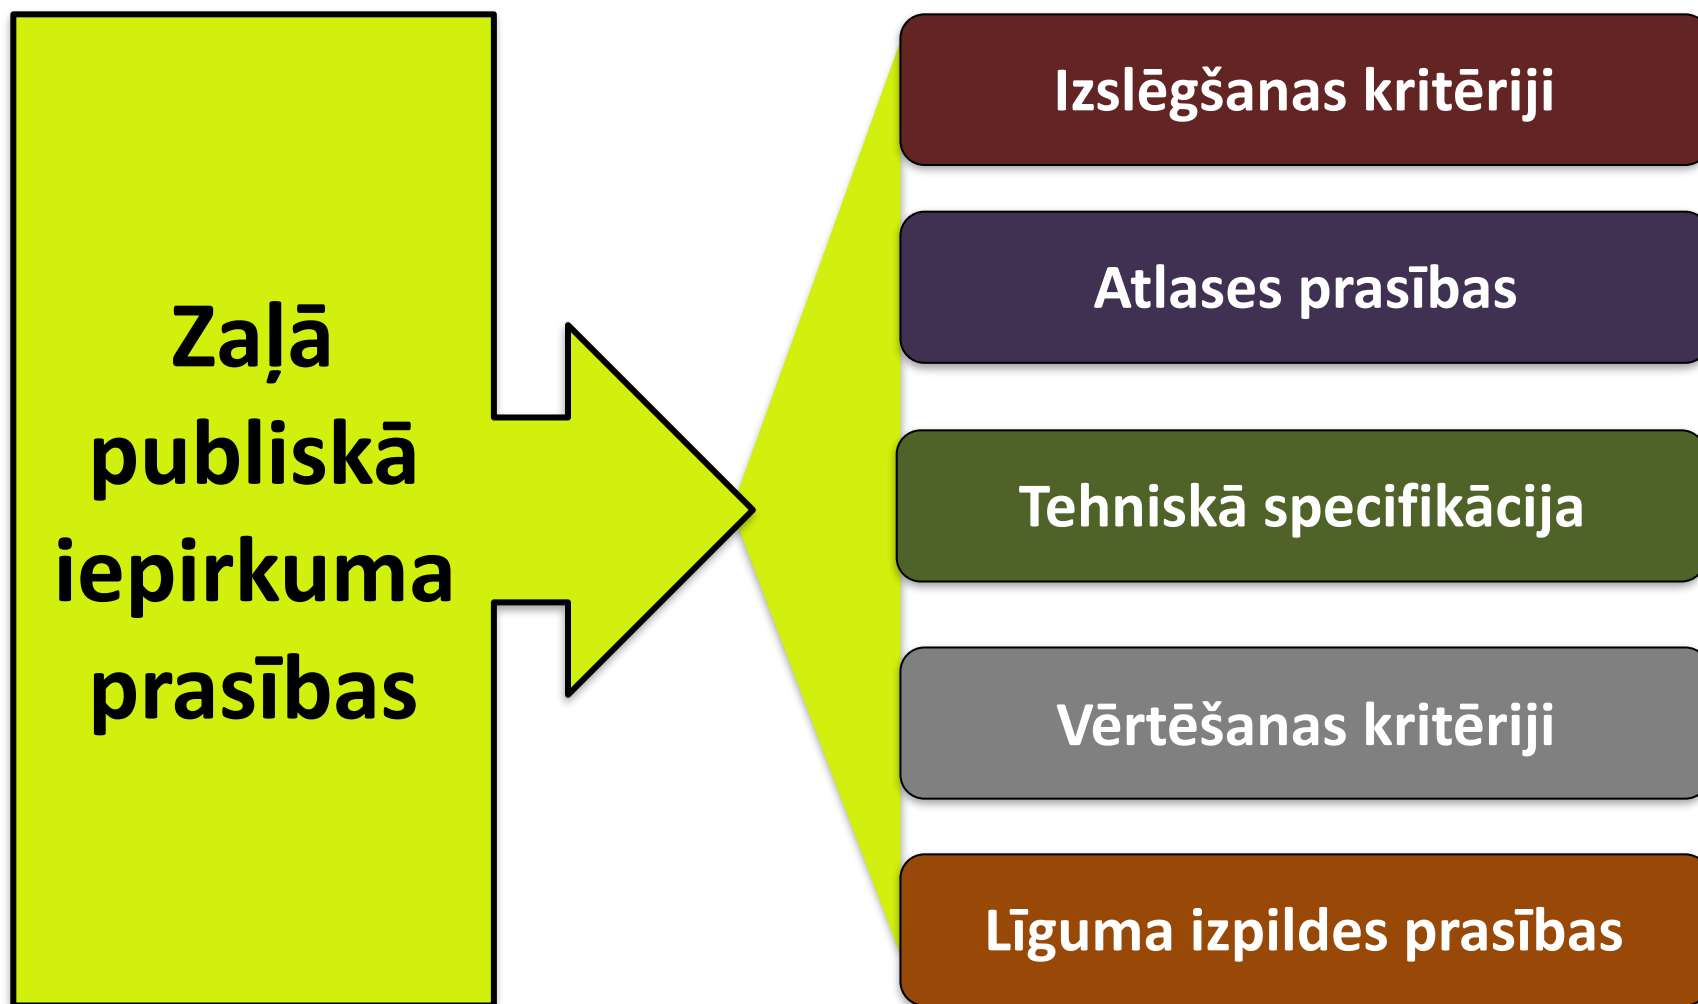 Zaļā
publiskā
iepirkuma
prasības
Izslēgšanas kritēriji
Atlases prasības
Tehniskā specifikācija
Vērtēšanas kritēriji
Līguma izpildes prasības